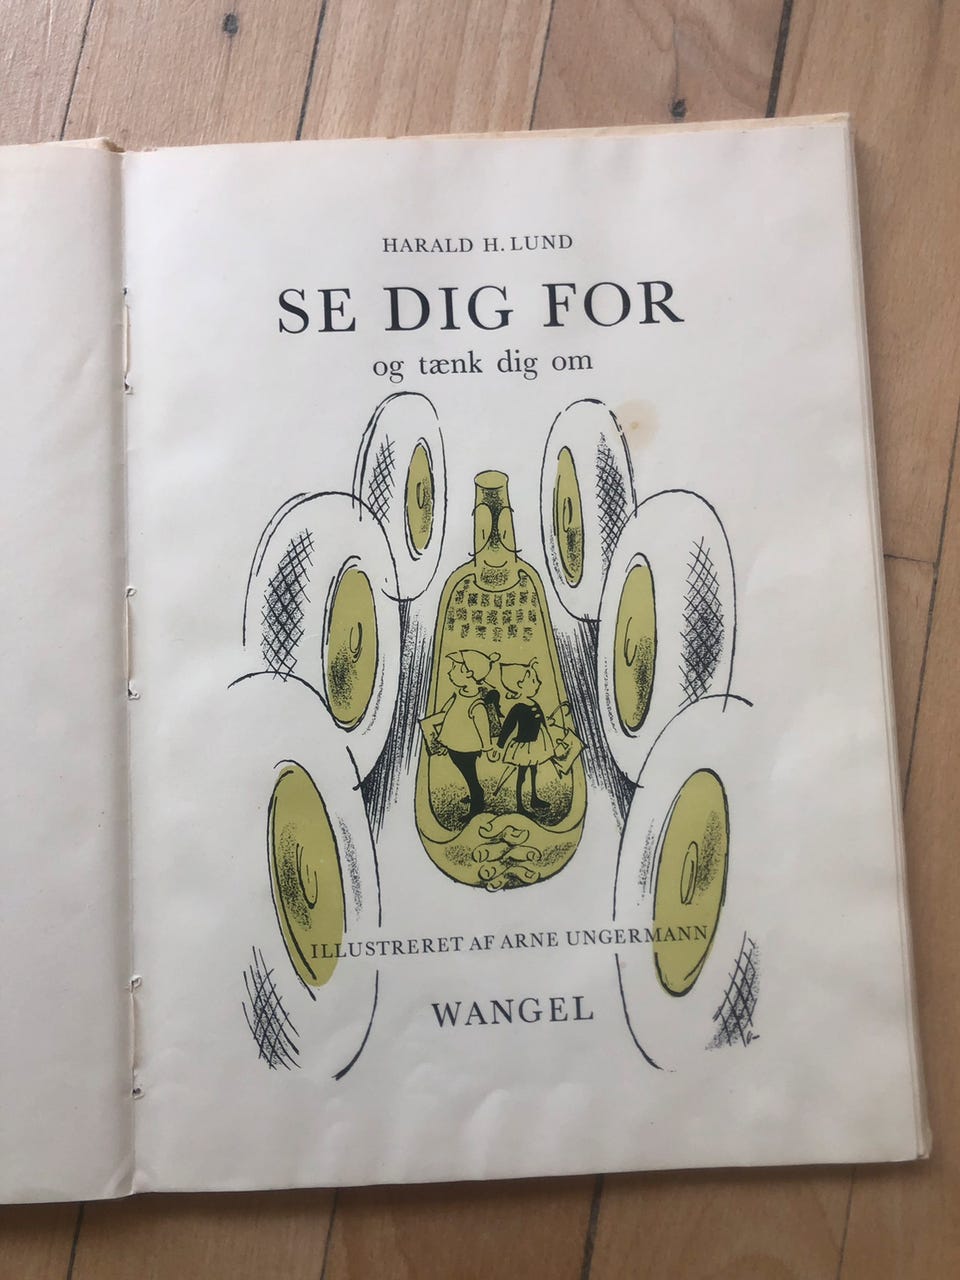 HARALD H. LUND
SE DIG FOR
og tænk dig om
ILLUSTRERET AF ARNE UNGERMANN
WANGEL